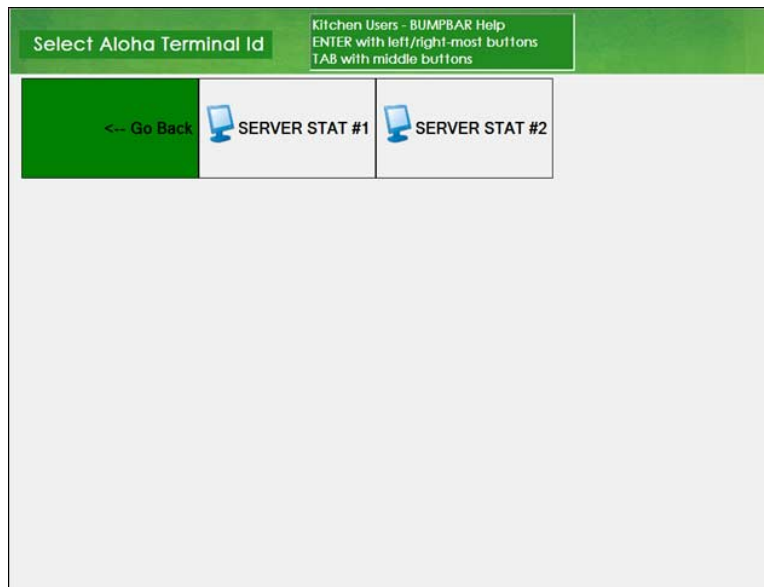 Select Aloha Terminal Id
Kitchen Users - BUMPBAR Help
ENTER with left/right-most buttons
TAB with middle buttons
<-- Go Back
SERVER STAT #1
SERVER STAT #2